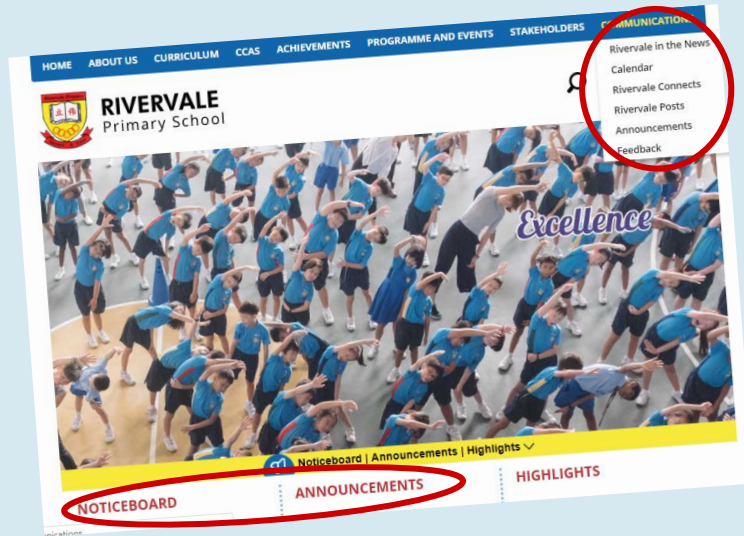 HOME ABOUT US CURRICULUM CCAS ACHIEVEMENTS PROGRAMME AND EVENTS STAKEHOLDERS COMMUNICATIONS
Rivervale in the News
Calendar
Rivervale Connects
Rivervale Posts
Announcements
Feedback
RIVERVALE
Primary School
Excellence
Noticeboard | Announcements | Highlights
NOTICEBOARD ANNOUNCEMENTS HIGHLIGHTS